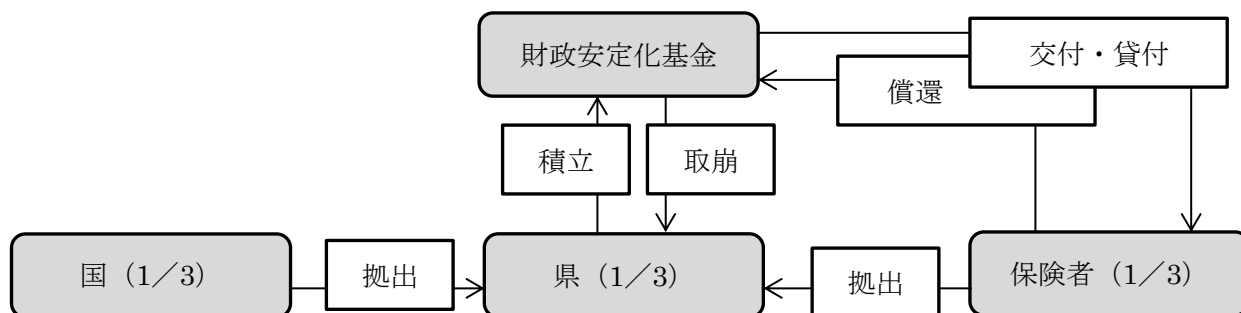 財政安定化基金
交付・貸付
償還
積立
取崩
国（1／3）
拠出
県（1／3）
拠出
保険者（1／3）